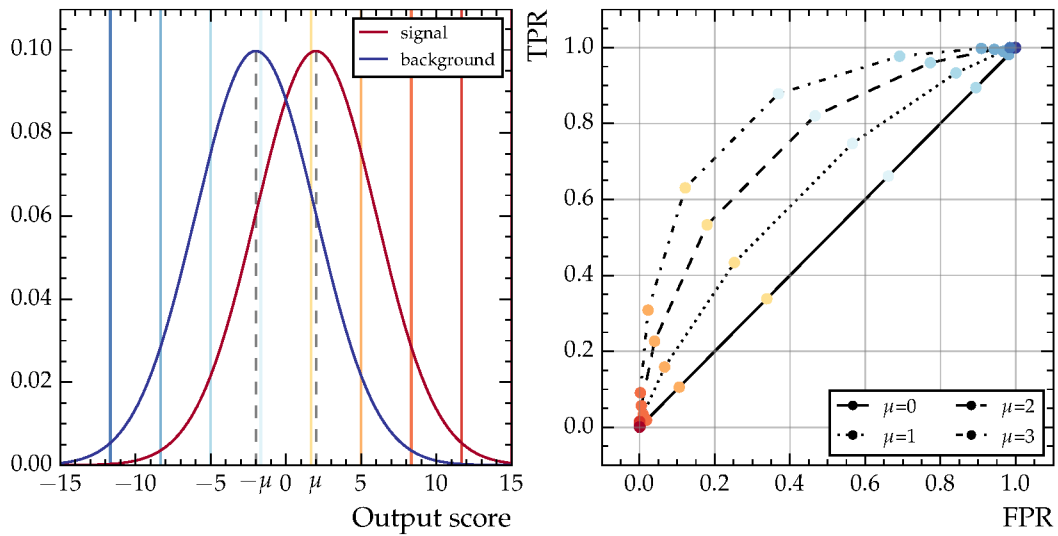 0.10
0.08
0.06
0.04
0.02
0.00
−15
−10
−5
−μ
0
μ
5
10
15
Output score
signal
background
TPR
1.0
0.8
0.6
0.4
0.2
0.0
0.0
0.2
0.4
0.6
0.8
1.0
FPR
μ=0
μ=2
μ=1
μ=3